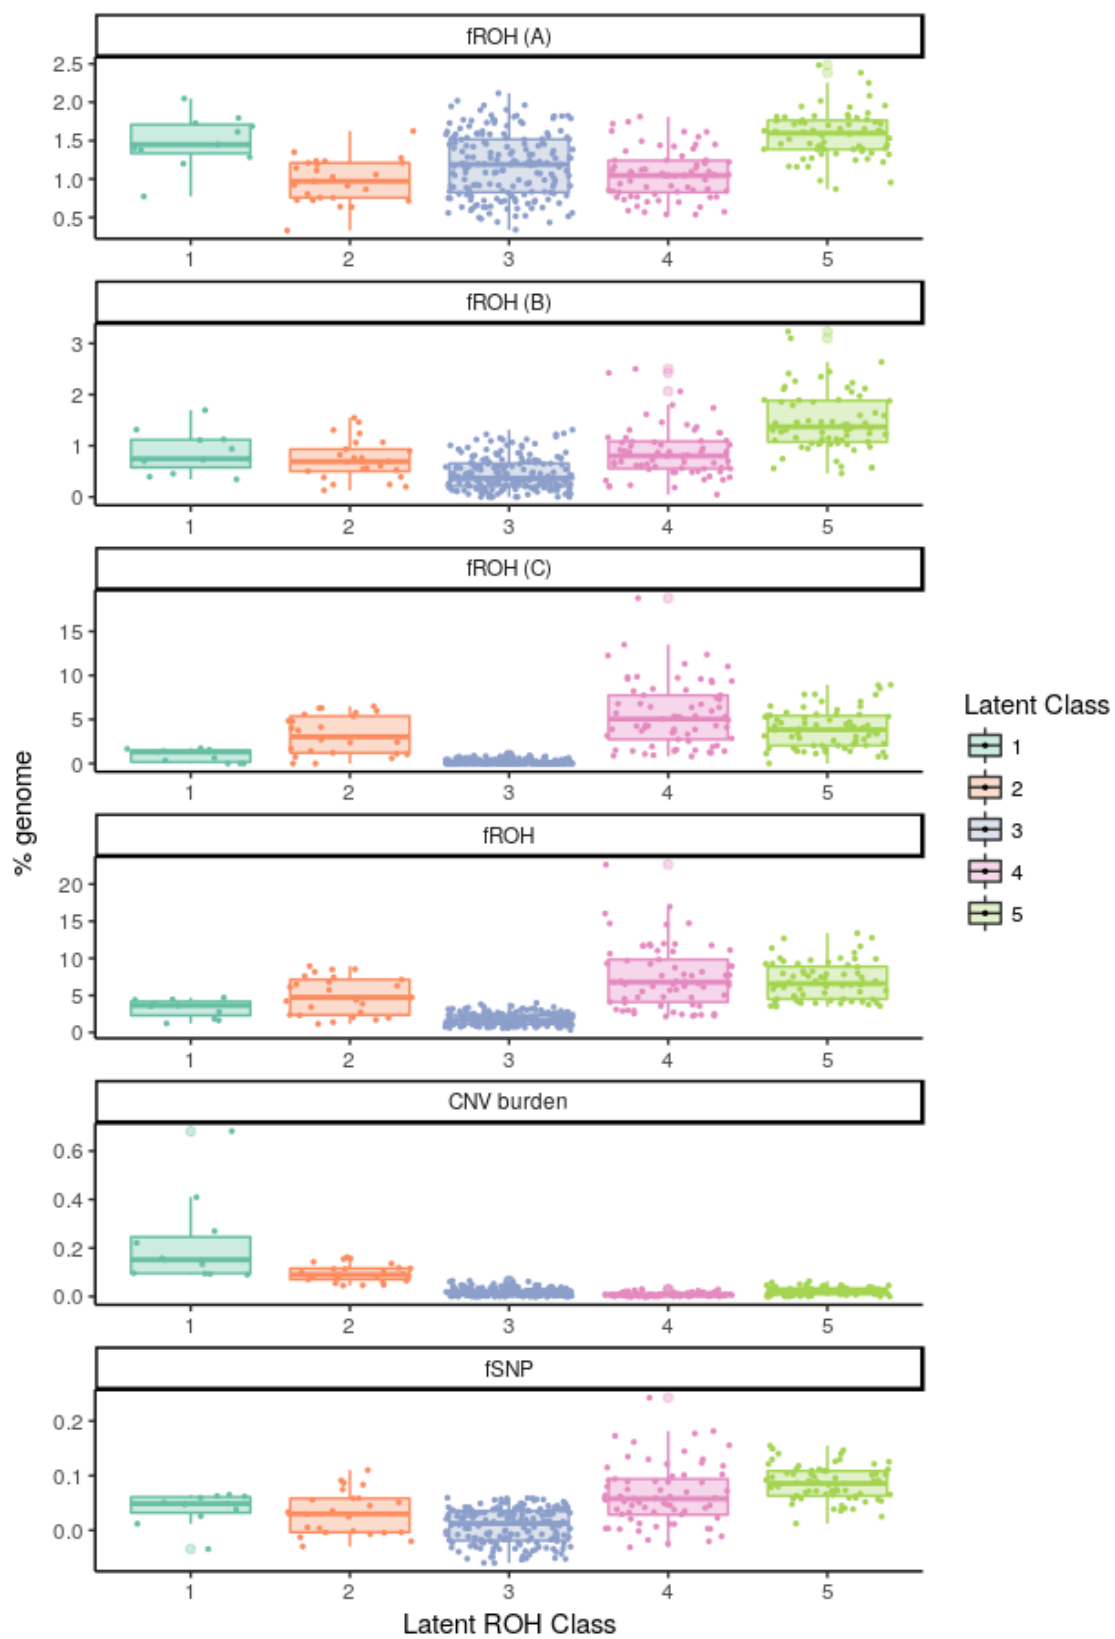 fROH (A)
2.5
2.0
1.5
1.0
0.5
1 2 3 4 5
fROH (B)
3
2
1
0
1 2 3 4 5
fROH (C)
15
10
5
0
1 2 3 4 5
fROH
20
15
10
5
0
1 2 3 4 5
CNV burden
0.6
0.4
0.2
0.0
1 2 3 4 5
fSNP
0.2
0.1
0.0
1 2 3 4 5
Latent ROH Class
% genome
Latent Class
1
2
3
4
5